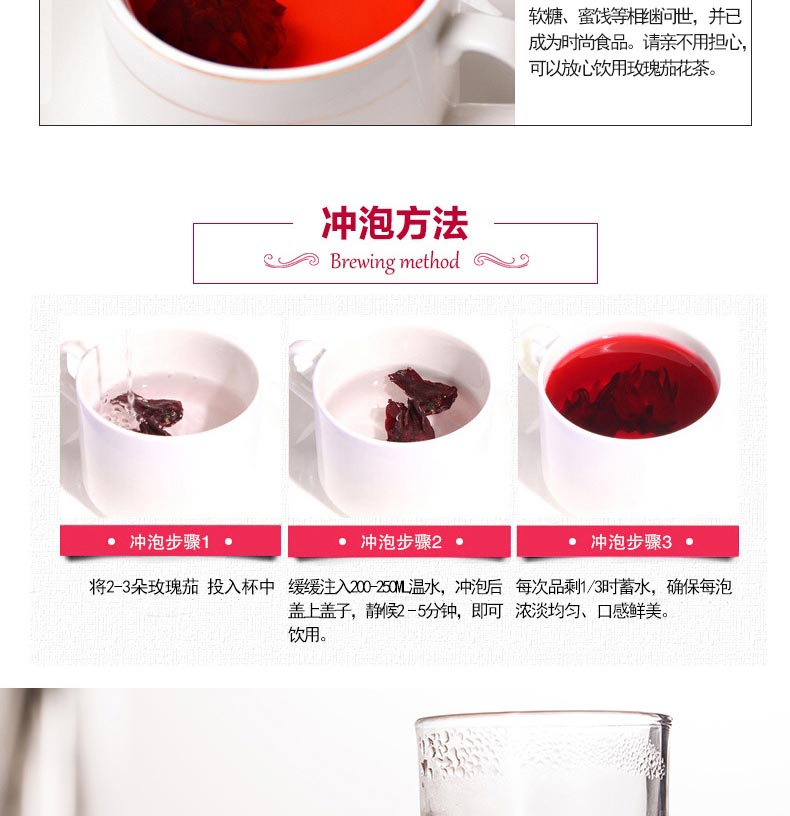 软糖、蜜饯等相继问世，并已
成为时尚食品。请亲不用担心，
可以放心饮用玫瑰茄花茶。
冲泡方法
Brewing method
冲泡步骤1
将2-3朵玫瑰茄 投入杯中
冲泡步骤2
缓缓注入200-250ML温水，冲泡后
盖上盖子，静候2-5分钟，即可
饮用。
冲泡步骤3
每次品剩1/3时蓄水，确保每泡
浓淡均匀、口感鲜美。